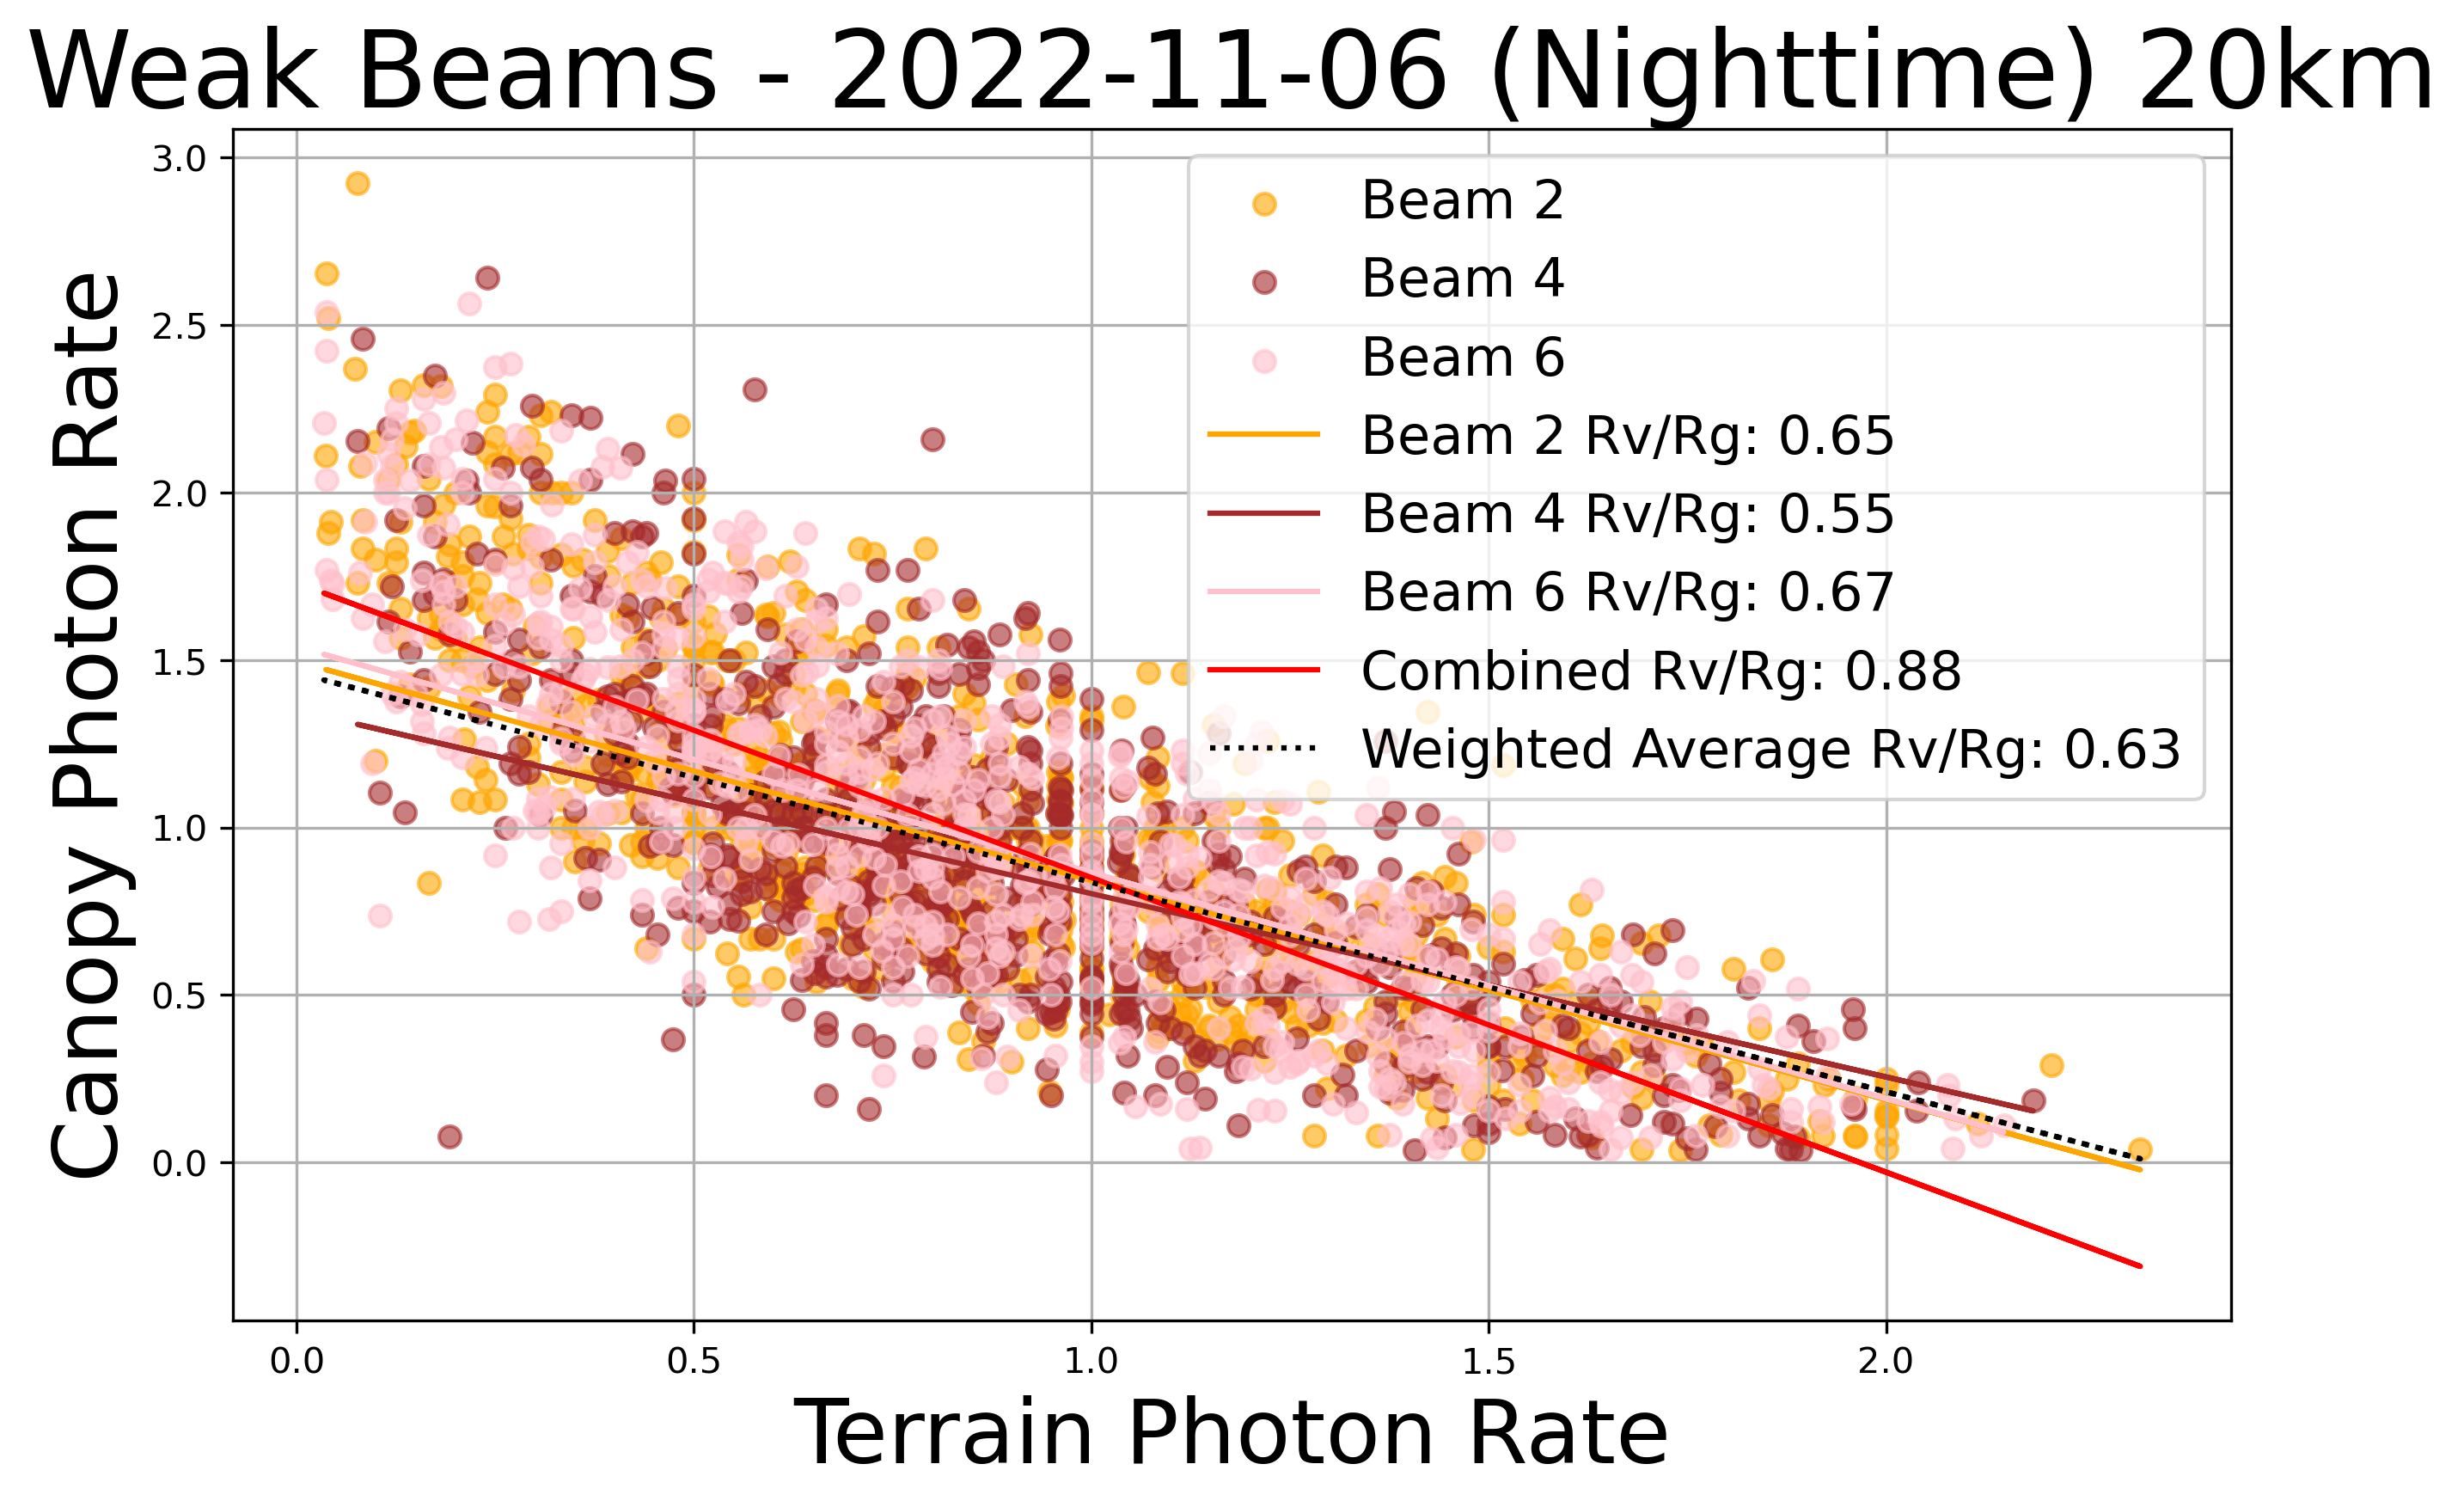 Weak Beams - 2022-11-06 (Nighttime) 20km
Canopy Photon Rate
3.0
2.5
2.0
1.5
1.0
0.5
0.0
Beam 2
Beam 4
Beam 6
Beam 2 Rv/Rg: 0.65
Beam 4 Rv/Rg: 0.55
Beam 6 Rv/Rg: 0.67
Combined Rv/Rg: 0.88
Weighted Average Rv/Rg: 0.63
0.0 0.5 1.0 1.5 2.0
Terrain Photon Rate